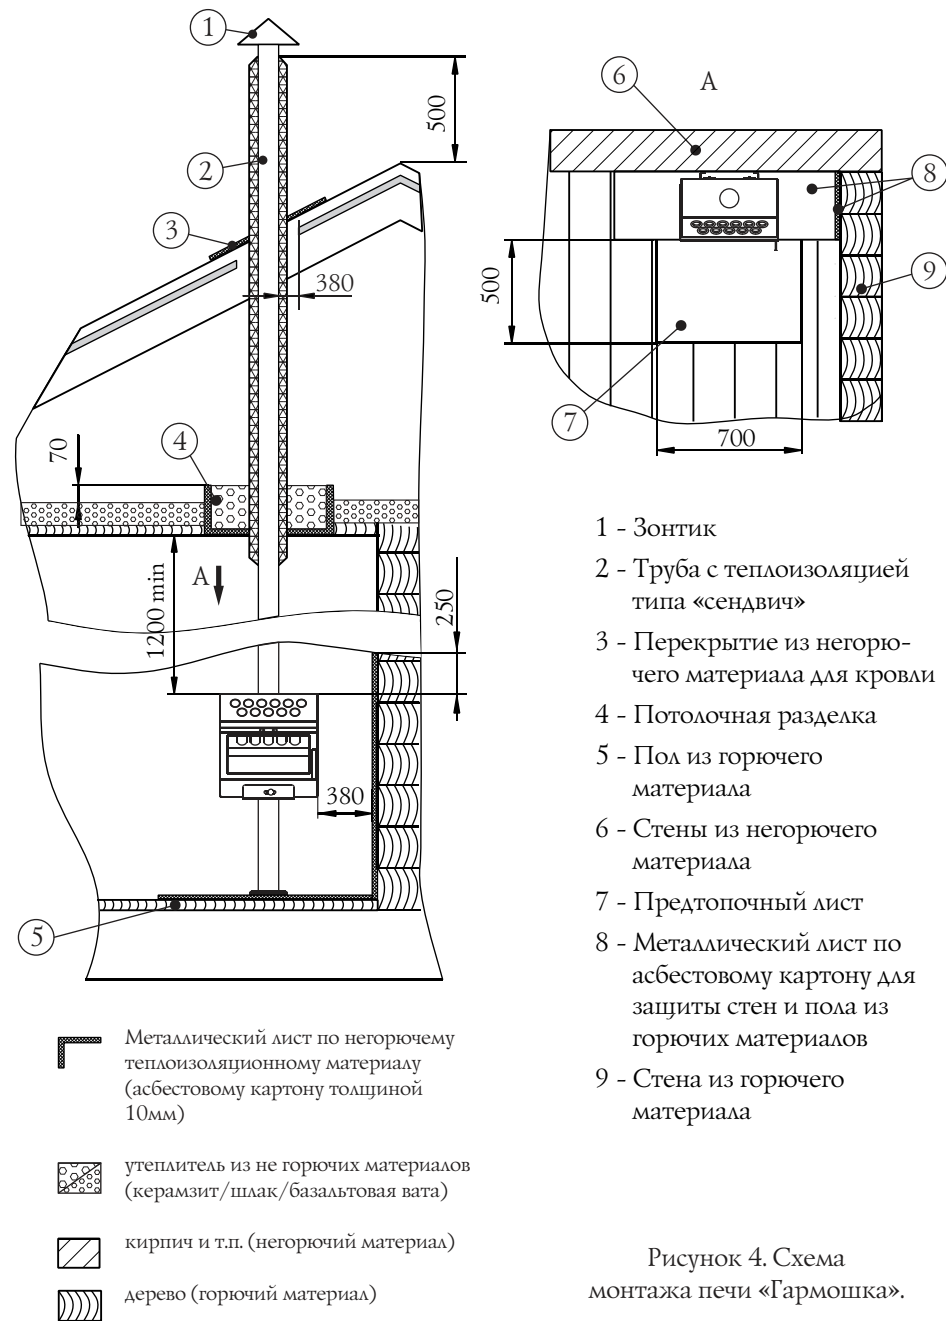 1
2
3
4
5
500
380
70
A
1200 min
250
380
6
A
8
9
500
7
700
1 - Зонтик
2 - Труба с теплоизоляцией
типа «сендвич»
3 - Перекрытие из негорю-
чего материала для кровли
4 - Потолочная разделка
5 - Пол из горючего
материала
6 - Стены из негорючего
материала
7 - Предтопочный лист
8 - Металлический лист по
асбестовому картону для
защиты стен и пола из
горючих материалов
9 - Стена из горючего
материала
Металлический лист по негорючему
теплоизоляционному материалу
(асбестовому картону толщиной
10мм)
утеплитель из не горючих материалов
(керамзит/шлак/базальтовая вата)
кирпич и т.п. (негорючий материал)
дерево (горючий материал)
Рисунок 4. Схема
монтажа печи «Гармошка».